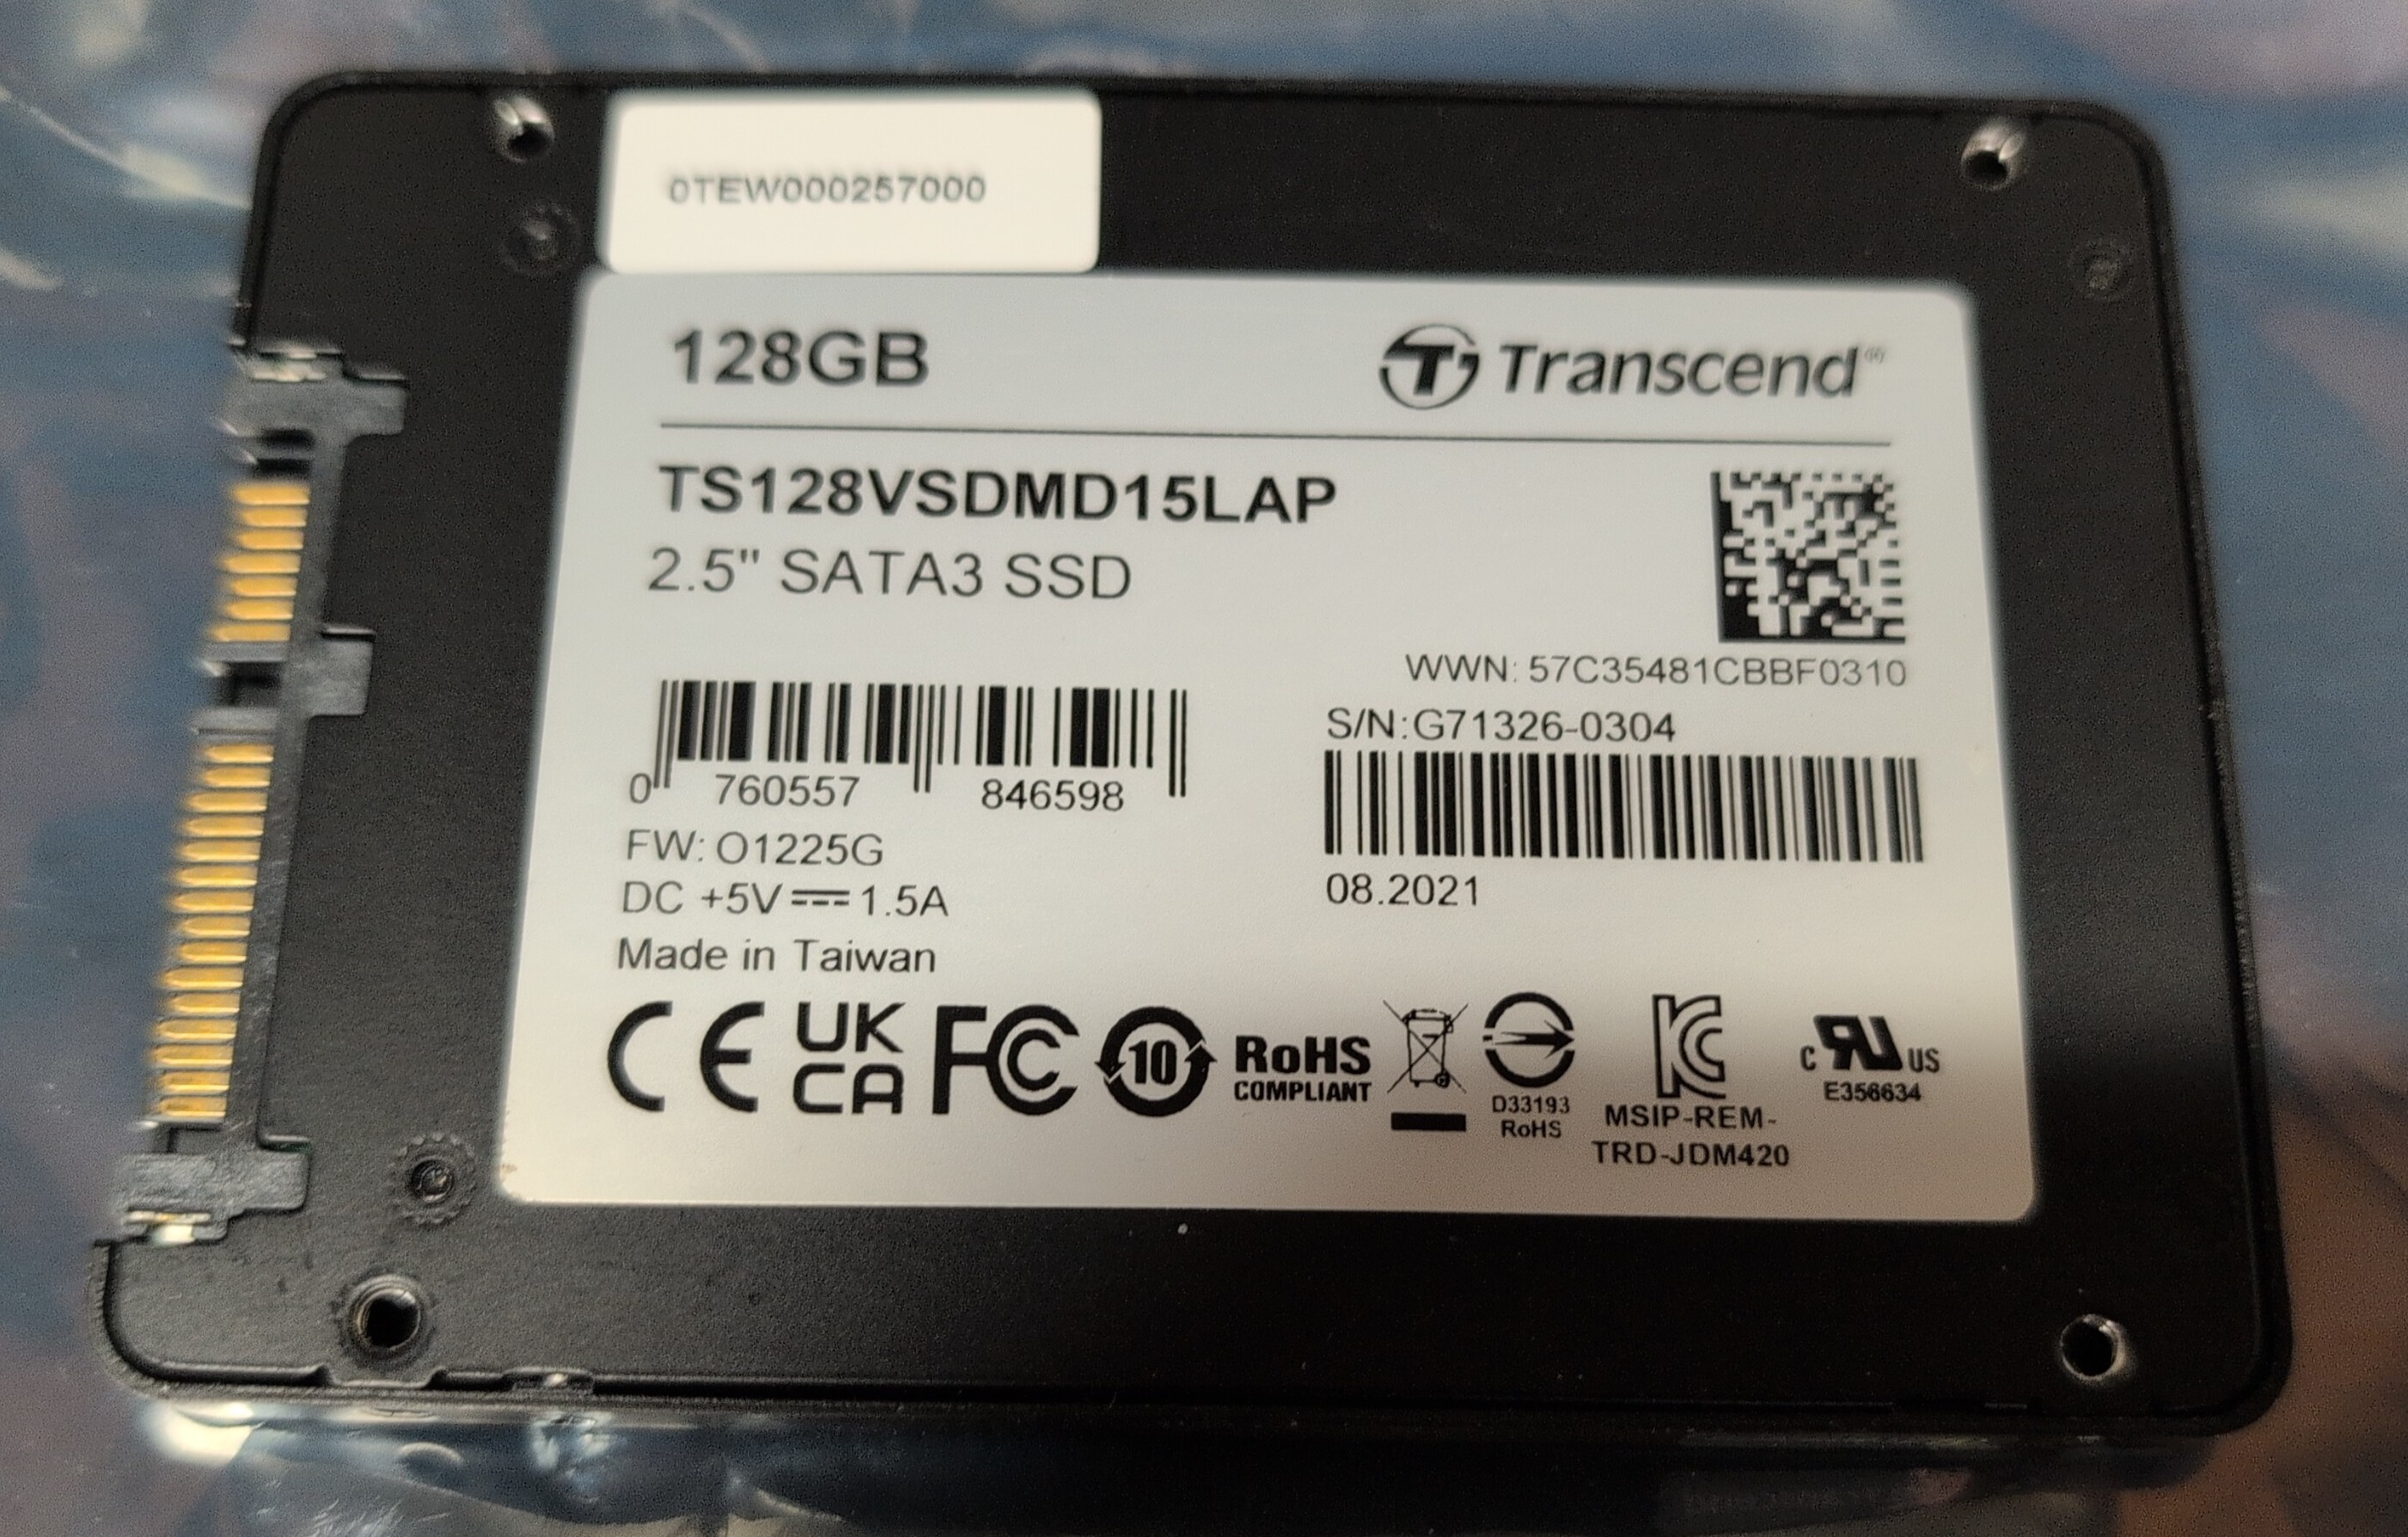 0TEW000257000
128GB
Transcend®
TS128VSDMD15LAP
2.5" SATA3 SSD
WWN: 57C35481CBBF0310
S/N:G71326-0304
0 760557 846598
FW: O1225G
08.2021
DC +5V⎓1.5A
Made in Taiwan
CE UK CA FC 10 RoHS COMPLIANT
D33193
RoHS
KC
MSIP-REM-
TRD-JDM420
c RU US
E356634